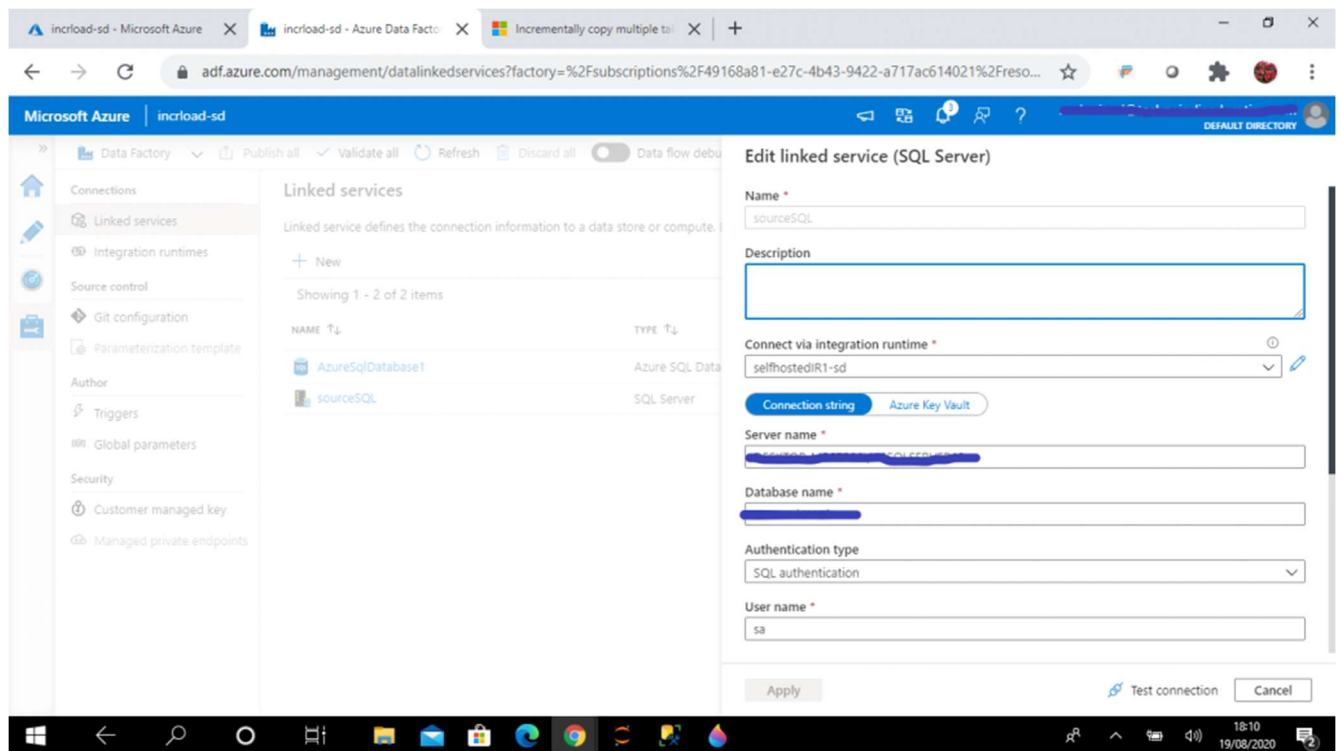 incrload-sd - Microsoft Azure
incrload-sd - Azure Data Facto
Incrementally copy multiple ta
adf.azure.com/management/datalinkedservices?factory=%2Fsubscriptions%2F49168a81-e27c-4b43-9422-a717ac614021%2Freso...
Microsoft Azure
incrload-sd
3
DEFAULT DIRECTORY
Data Factory
Publish all
Validate all
Refresh
Discard all
Data flow debu
Connections
Linked services
Integration runtimes
Source control
Git configuration
Parameterization template
Author
Triggers
Global parameters
Security
Customer managed key
Managed private endpoints
Linked services
Linked service defines the connection information to a data store or compute.
New
Showing 1 - 2 of 2 items
NAME
TYPE
AzureSqlDatabase1
Azure SQL Data
sourceSQL
SQL Server
Edit linked service (SQL Server)
Name *
sourceSQL
Description
Connect via integration runtime *
selfhostedIR1-sd
Connection string
Azure Key Vault
Server name *
Database name *
Authentication type
SQL authentication
User name *
sa
Apply
Test connection
Cancel
18:10
19/08/2020
2